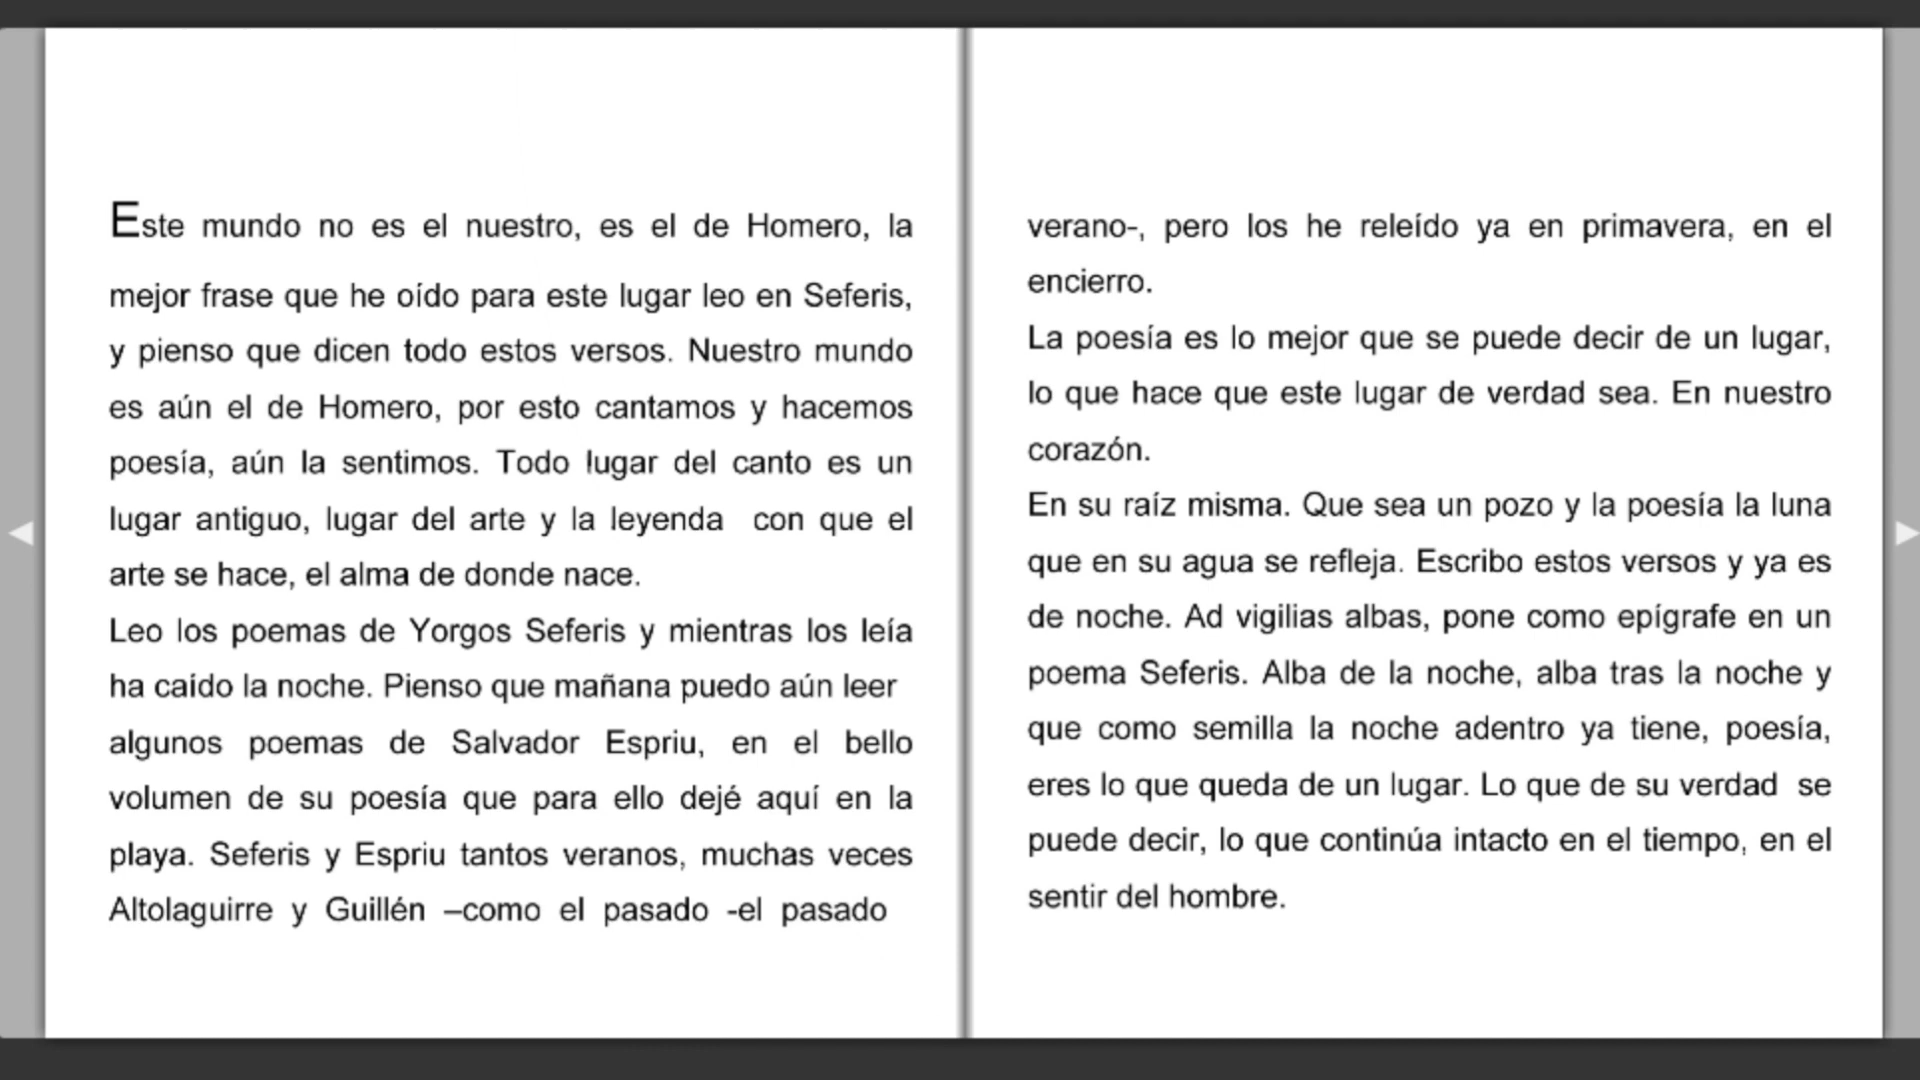 Este mundo no es el nuestro, es el de Homero, la
mejor frase que he oído para este lugar leo en Seferis,
y pienso que dicen todo estos versos. Nuestro mundo
es aún el de Homero, por esto cantamos y hacemos
poesía, aún la sentimos. Todo lugar del canto es un
lugar antiguo, lugar del arte y la leyenda con que el
arte se hace, el alma de donde nace.
Leo los poemas de Yorgos Seferis y mientras los leía
ha caído la noche. Pienso que mañana puedo aún leer
algunos poemas de Salvador Espriu, en el bello
volumen de su poesía que para ello dejé aquí en la
playa. Seferis y Espriu tantos veranos, muchas veces
Altolaguirre y Guillén –como el pasado -el pasado
verano-, pero los he releído ya en primavera, en el
encierro.
La poesía es lo mejor que se puede decir de un lugar,
lo que hace que este lugar de verdad sea. En nuestro
corazón.
En su raíz misma. Que sea un pozo y la poesía la luna
que en su agua se refleja. Escribo estos versos y ya es
de noche. Ad vigilias albas, pone como epígrafe en un
poema Seferis. Alba de la noche, alba tras la noche y
que como semilla la noche adentro ya tiene, poesía,
eres lo que queda de un lugar. Lo que de su verdad se
puede decir, lo que continúa intacto en el tiempo, en el
sentir del hombre.